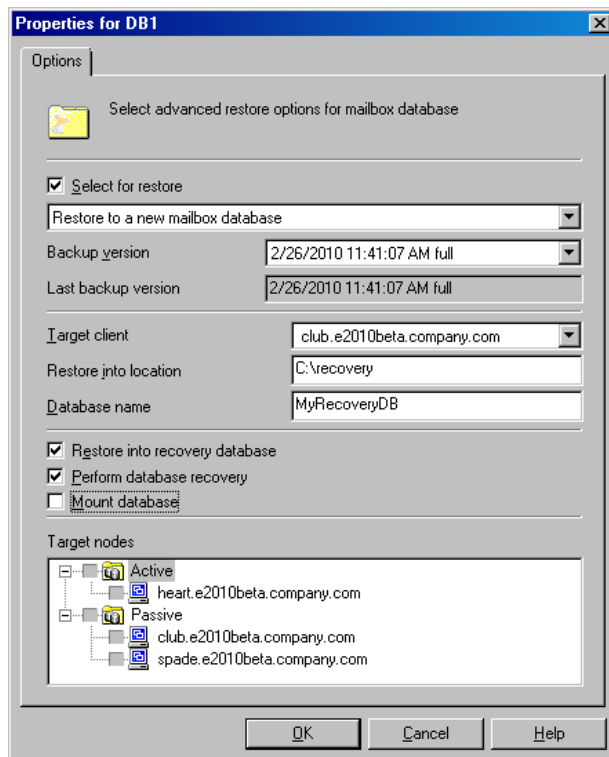 Properties for DB1
Options
Select advanced restore options for mailbox database
Select for restore
Restore to a new mailbox database
Backup version 2/26/2010 11:41:07 AM full
Last backup version 2/26/2010 11:41:07 AM full
Target client club.e2010beta.company.com
Restore into location C:\recovery
Database name MyRecoveryDB
Restore into recovery database
Perform database recovery
Mount database
Target nodes
Active
heart.e2010beta.company.com
Passive
club.e2010beta.company.com
spade.e2010beta.company.com
OK Cancel Help